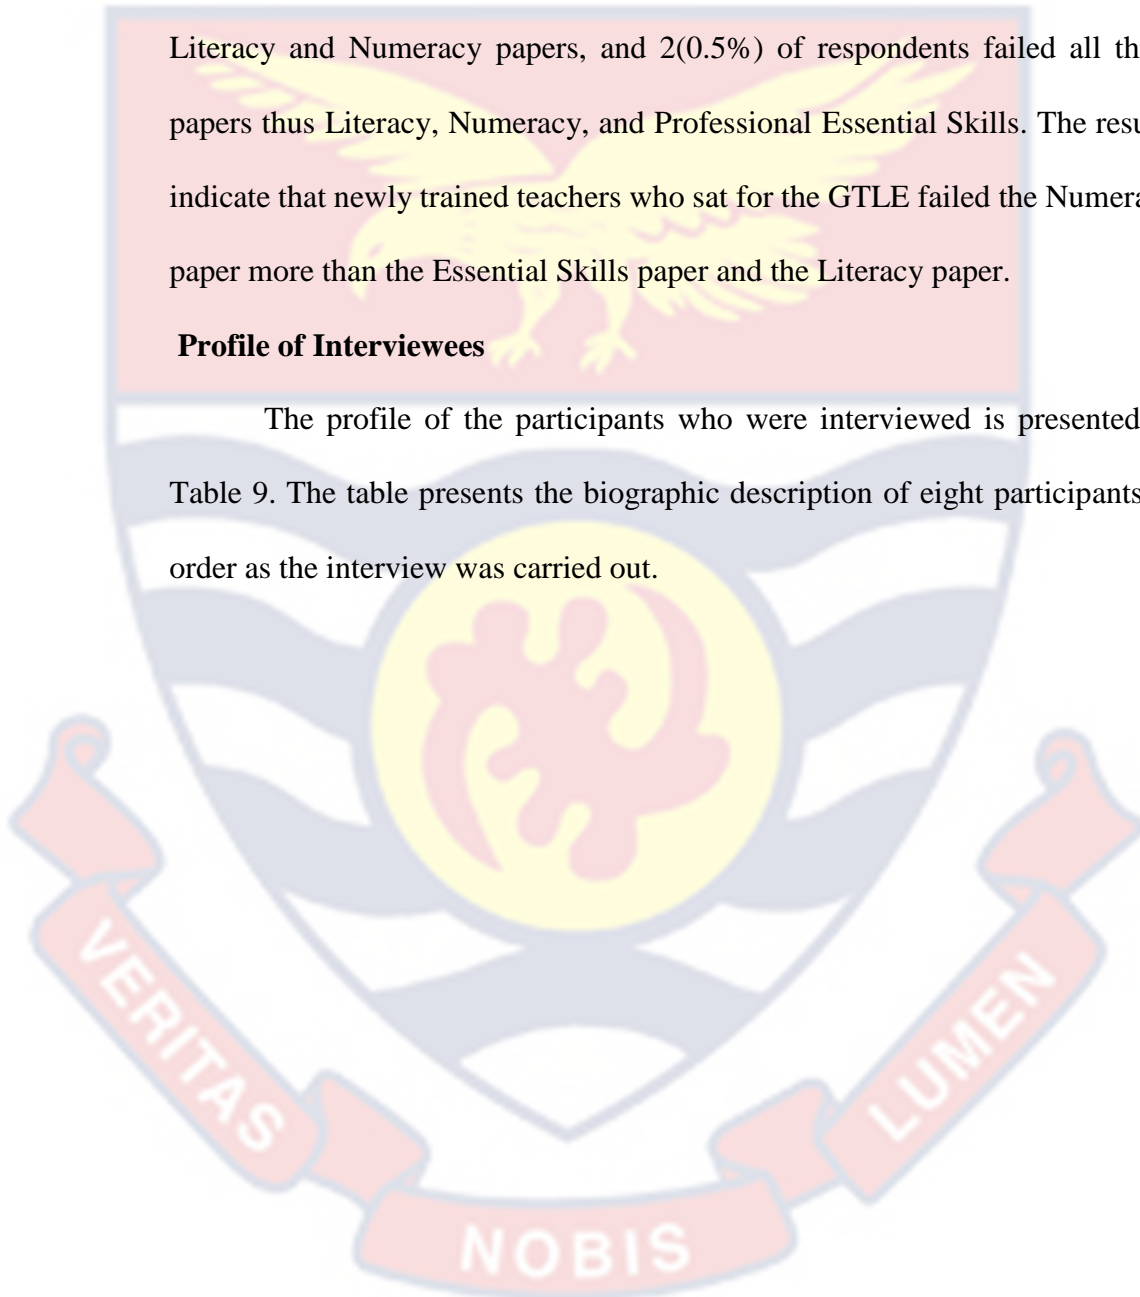 Literacy and Numeracy papers, and 2(0.5%) of respondents failed all th
papers thus Literacy, Numeracy, and Professional Essential Skills. The resu
indicate that newly trained teachers who sat for the GTLE failed the Numera
paper more than the Essential Skills paper and the Literacy paper.
Profile of Interviewees
The profile of the participants who were interviewed is presented
Table 9. The table presents the biographic description of eight participants
order as the interview was carried out.
VERITAS
NOBIS
LUMEN